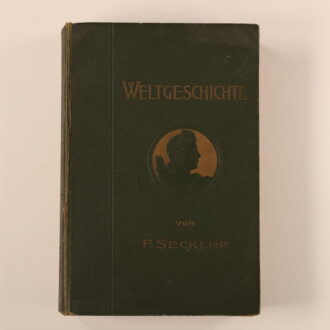 WELTGESCHICHTE
VON
F. SECKLER